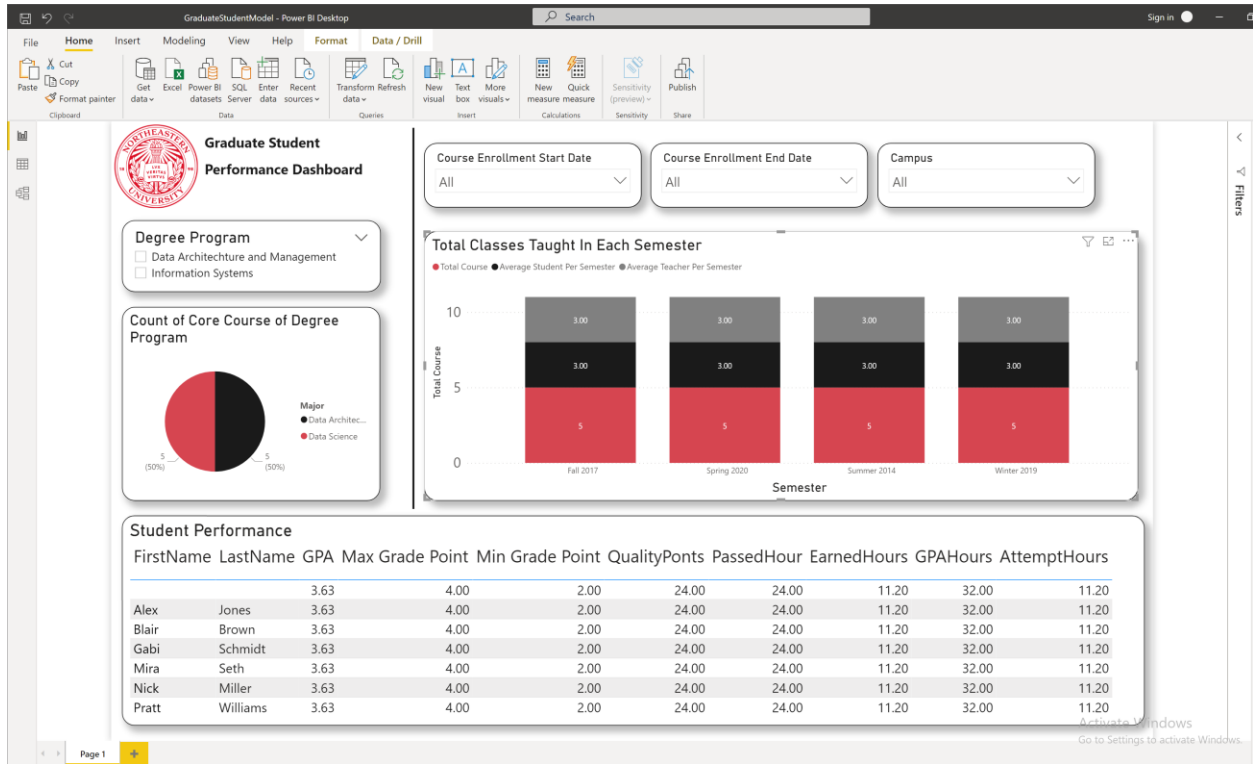 GraduateStudentModel - Power BI Desktop
Search
Sign in
File Home Insert Modeling View Help Format Data / Drill
Paste
Cut
Copy
Format painter
Get data
Excel
Power BI datasets
SQL Server
Enter data
Recent sources
Transform data
Refresh
New visual
Text box
More visuals
New measure
Quick measure
Sensitivity (preview)
Publish
Clipboard Data Queries Insert Calculations Sensitivity Share
NORTHEASTERN
UNIVERSITY
LUX
VERITAS
VIRTUS
Graduate Student
Performance Dashboard
Course Enrollment Start Date
All
Course Enrollment End Date
All
Campus
All
Filters
Degree Program
Data Architechture and Management
Information Systems
Count of Core Course of Degree
Program
5
(50%)
5
(50%)
Major
Data Architec...
Data Science
Total Classes Taught In Each Semester
Total Course Average Student Per Semester Average Teacher Per Semester
Total Course
10
5
0
3.00 3.00 3.00 3.00
3.00 3.00 3.00 3.00
5 5 5 5
Fall 2017 Spring 2020 Summer 2014 Winter 2019
Semester
Student Performance
FirstName LastName GPA Max Grade Point Min Grade Point QualityPonts PassedHour EarnedHours GPAHours AttemptHours
3.63 4.00 2.00 24.00 24.00 11.20 32.00 11.20
Alex Jones 3.63 4.00 2.00 24.00 24.00 11.20 32.00 11.20
Blair Brown 3.63 4.00 2.00 24.00 24.00 11.20 32.00 11.20
Gabi Schmidt 3.63 4.00 2.00 24.00 24.00 11.20 32.00 11.20
Mira Seth 3.63 4.00 2.00 24.00 24.00 11.20 32.00 11.20
Nick Miller 3.63 4.00 2.00 24.00 24.00 11.20 32.00 11.20
Pratt Williams 3.63 4.00 2.00 24.00 24.00 11.20 32.00 11.20
Activate Windows
Go to Settings to activate Windows.
Page 1